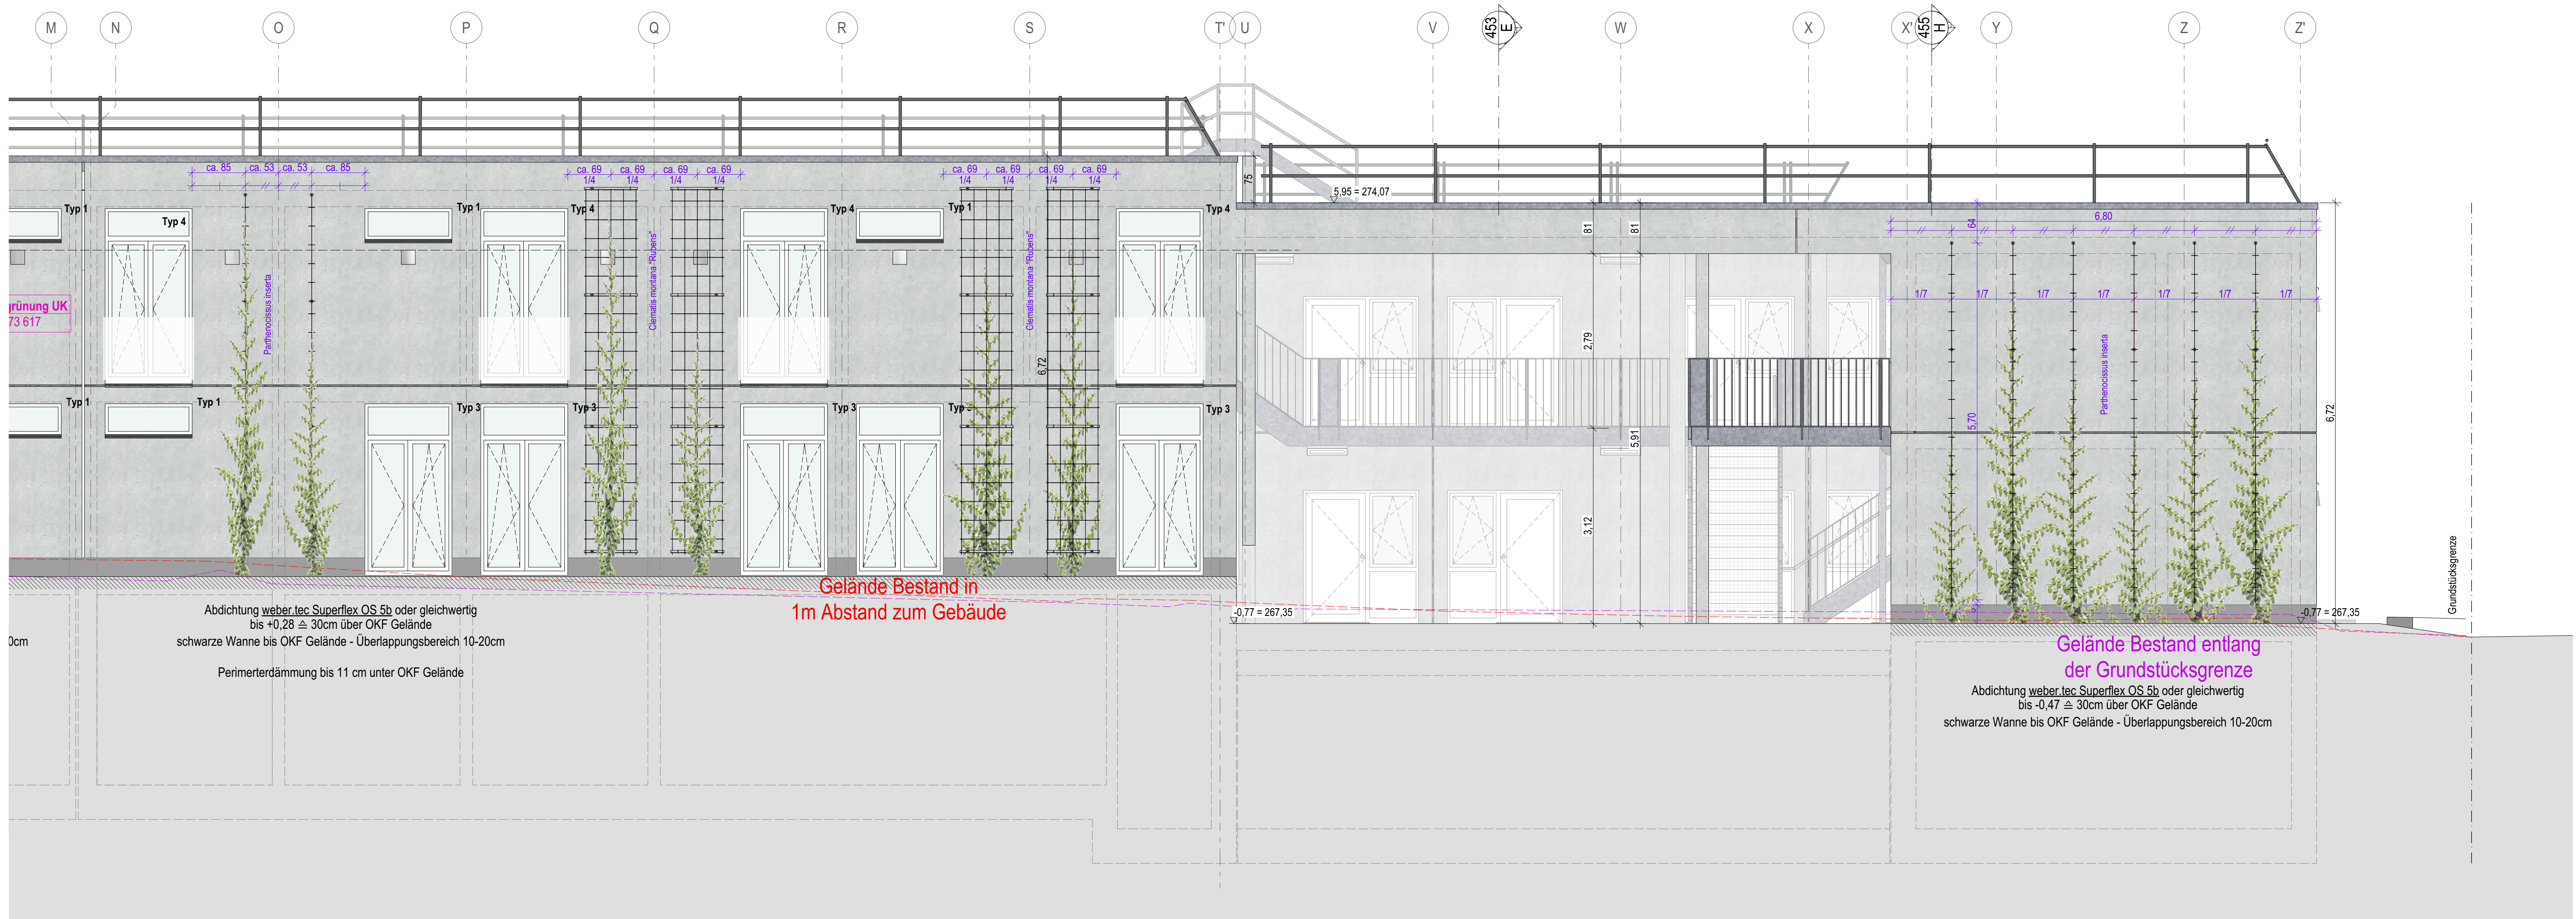 M N O P Q R S T' U V 453 E W X X' 455 H Y Z Z'
ca. 85 ca. 53 ca. 53 ca. 85
ca. 69 ca. 69 ca. 69 ca. 69
1/4 1/4 1/4 1/4
ca. 69 ca. 69 ca. 69 ca. 69
1/4 1/4 1/4 1/4
75
5.95 = 274,07
Typ 1
Typ 4
Typ 1
Typ 4
Typ 4
Typ 1
Typ 4
81
81
64
6,80
Parthenocissus inserta
Clematis montana "Rubens"
Clematis montana "Rubens"
grünung UK
73 617
1/7 1/7 1/7 1/7 1/7 1/7 1/7
Parthenocissus inserta
6,72
2,79
5,70
6,72
5,91
Typ 1
Typ 1
Typ 3
Typ 3
Typ 3
Typ 3
3,12
Grundstücksgrenze
Gelände Bestand in
1m Abstand zum Gebäude
-0,77 = 267,35
-0,77 = 267,35
Abdichtung weber.tec Superflex OS 5b oder gleichwertig
bis +0,28 ≙ 30cm über OKF Gelände
schwarze Wanne bis OKF Gelände - Überlappungsbereich 10-20cm
0cm
Perimerterdämmung bis 11 cm unter OKF Gelände
Gelände Bestand entlang
der Grundstücksgrenze
Abdichtung weber.tec Superflex OS 5b oder gleichwertig
bis -0,47 ≙ 30cm über OKF Gelände
schwarze Wanne bis OKF Gelände - Überlappungsbereich 10-20cm